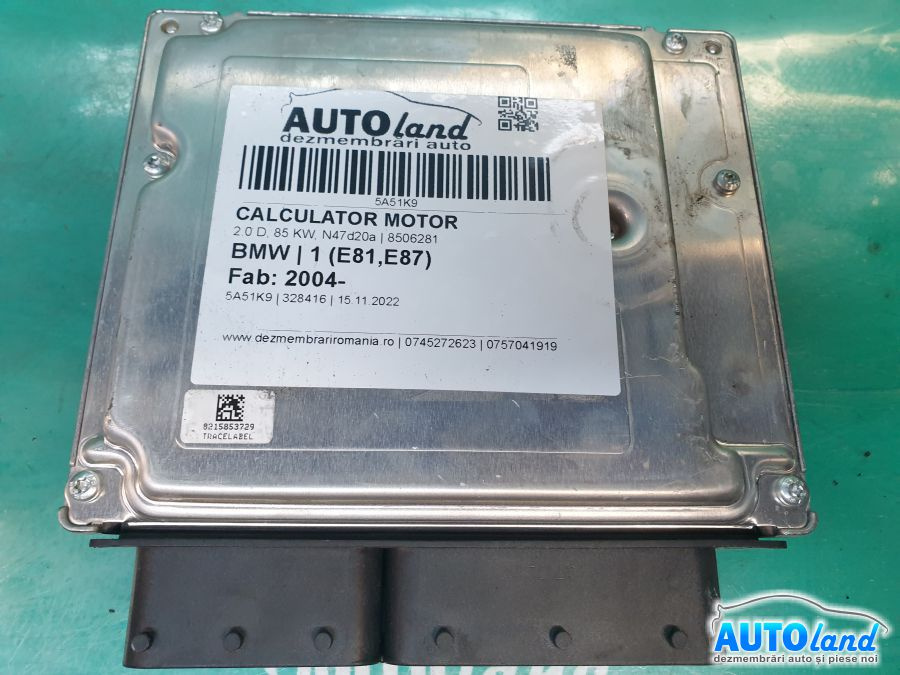 AUTOland
dezmembrări auto
5A51K9
CALCULATOR MOTOR
2.0 D, 85 KW, N47d20a | 8506281
BMW | 1 (E81,E87)
Fab: 2004-
5A51K9 | 328416 | 15.11.2022
www.dezmembrariromania.ro | 0745272623 | 0757041919
8215853729
TRACELABEL
AUTOland
dezmembrări auto și piese noi